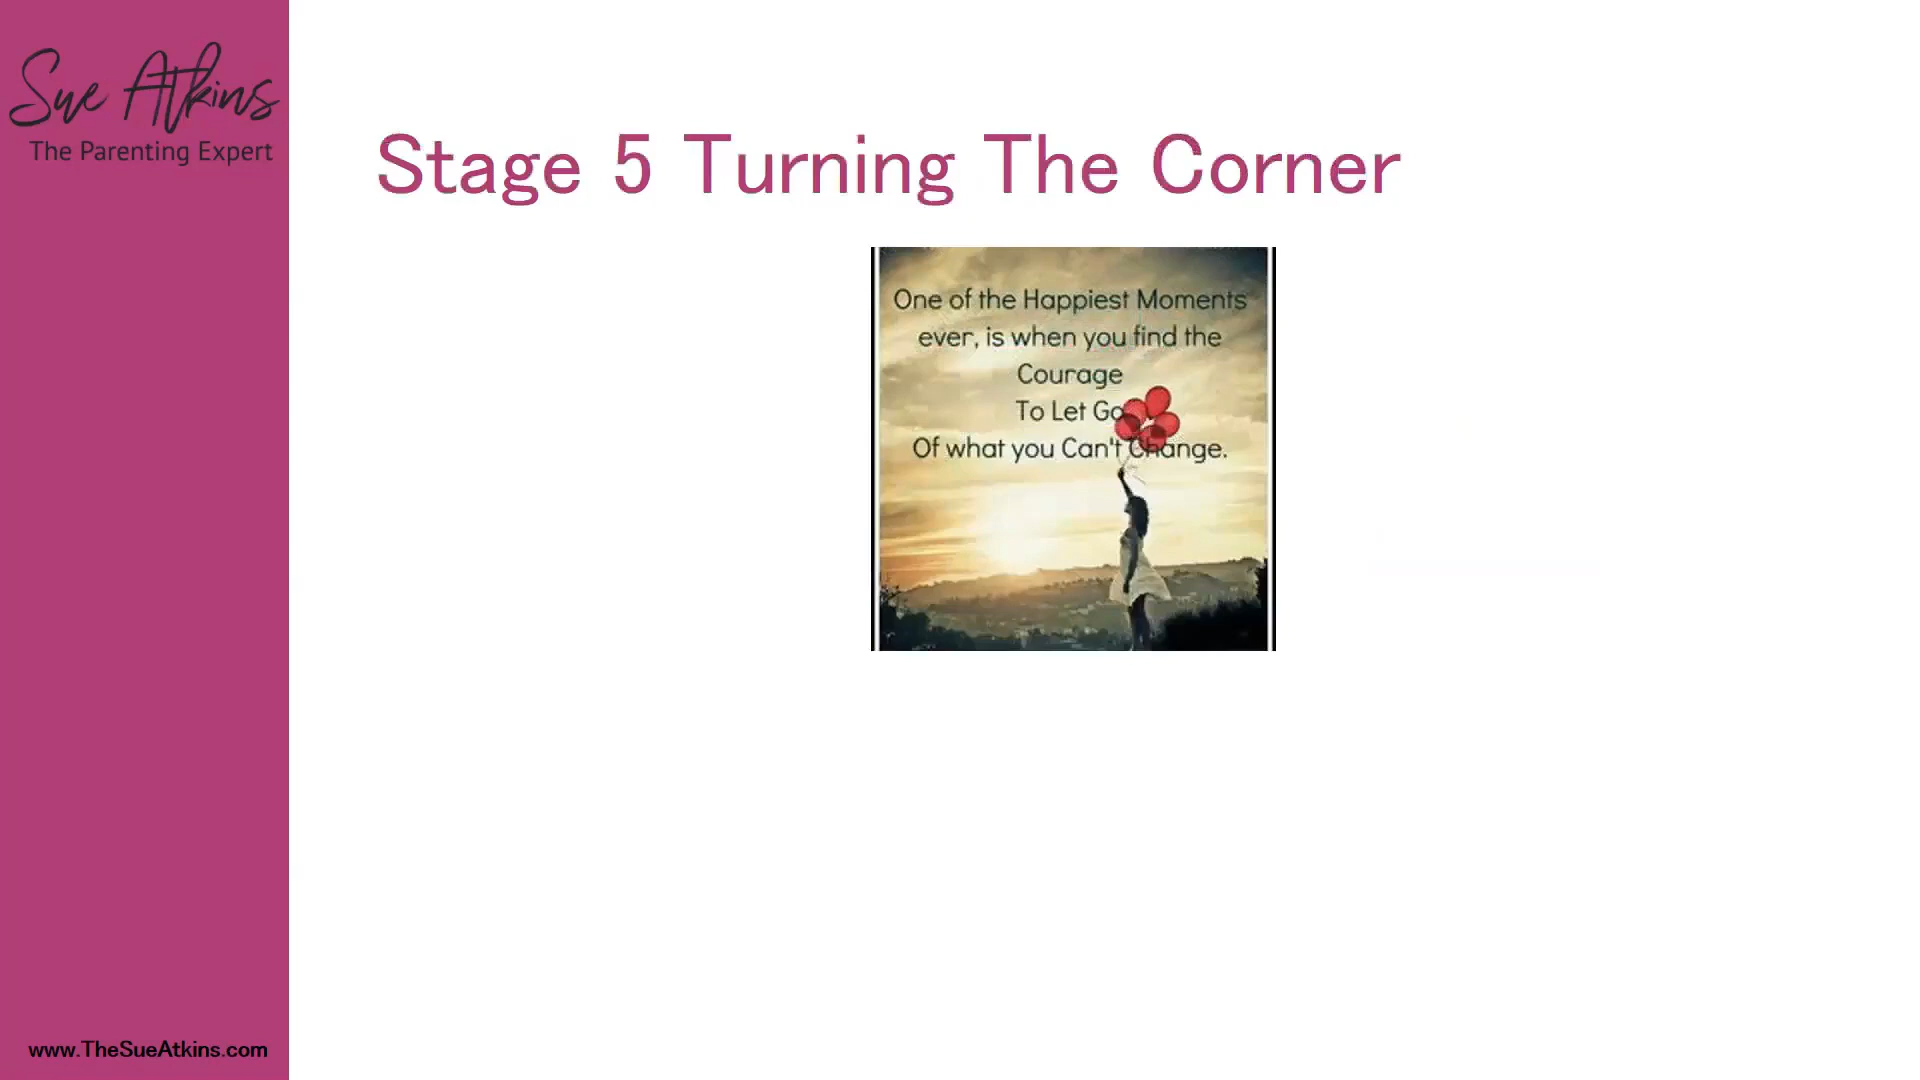 Sue Atkins
The Parenting Expert
Stage 5 Turning The Corner
One of the Happiest Moments
ever, is when you find the
Courage
To Let Go
Of what you Can't Change.
www.TheSueAtkins.com